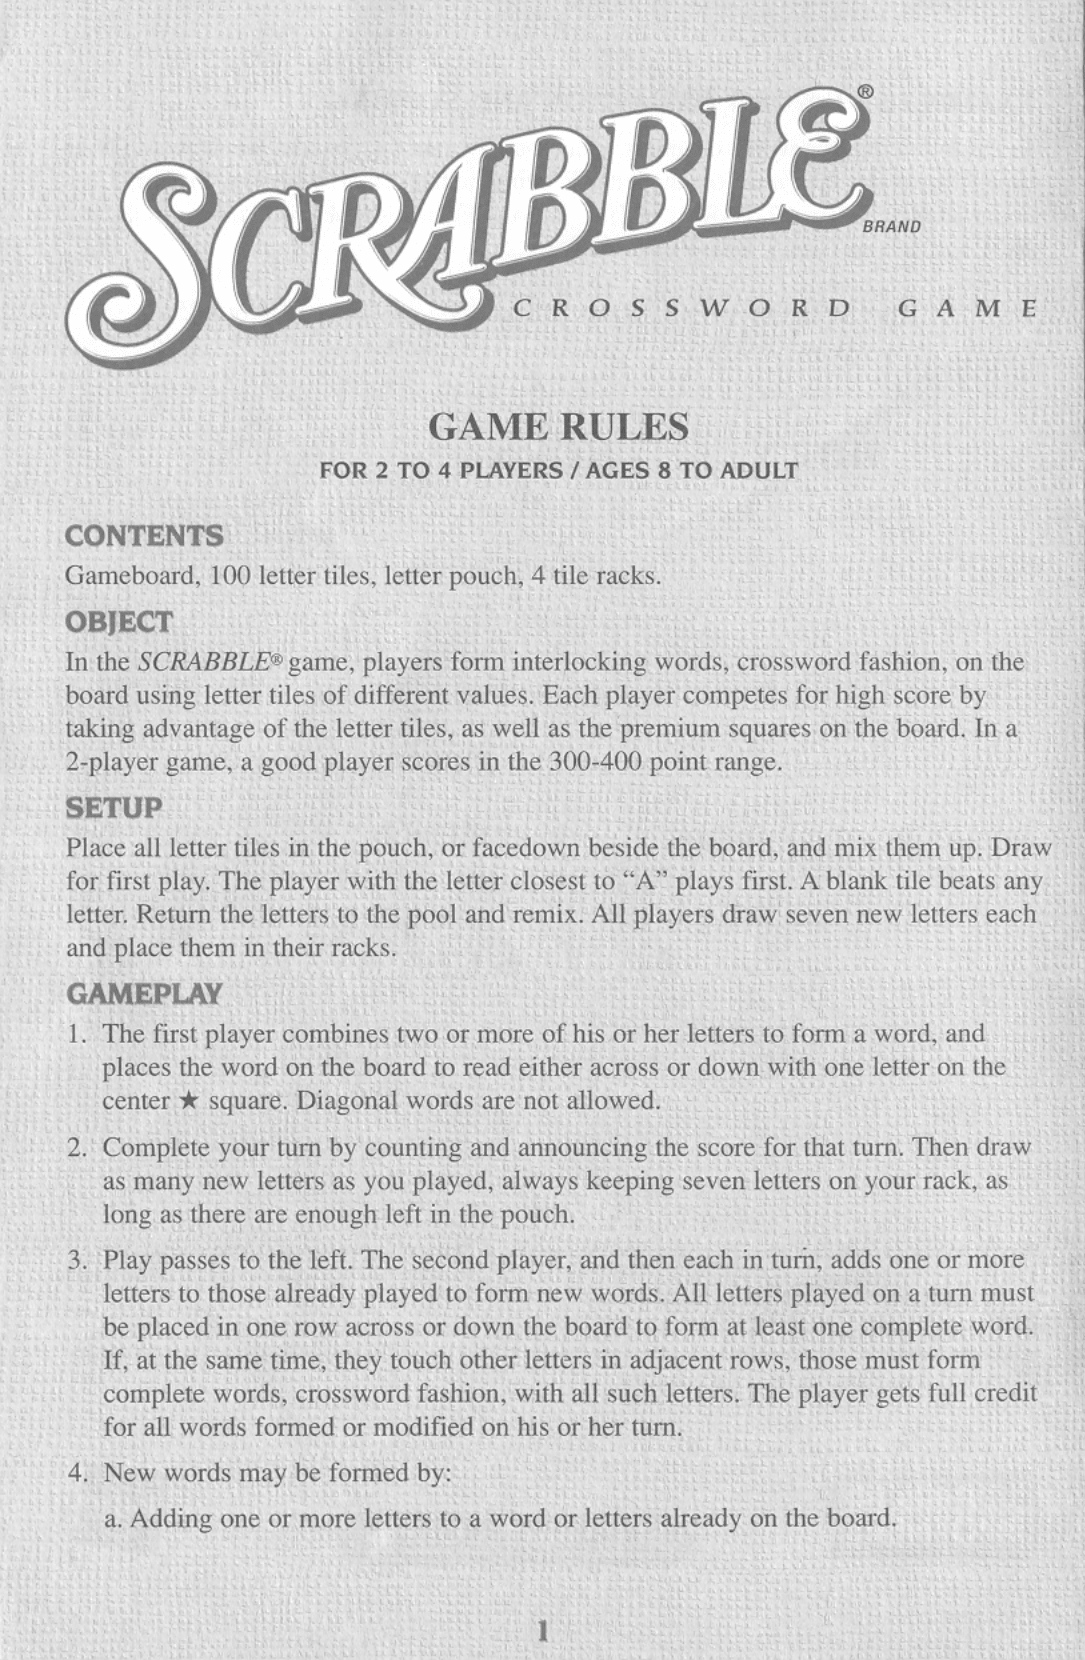 SCRABBLE®
BRAND
CROSSWORD GAME
GAME RULES
FOR 2 TO 4 PLAYERS / AGES 8 TO ADULT
CONTENTS
Gameboard, 100 letter tiles, letter pouch, 4 tile racks.
OBJECT
In the SCRABBLE® game, players form interlocking words, crossword fashion, on the
board using letter tiles of different values. Each player competes for high score by
taking advantage of the letter tiles, as well as the premium squares on the board. In a
2-player game, a good player scores in the 300-400 point range.
SETUP
Place all letter tiles in the pouch, or facedown beside the board, and mix them up. Draw
for first play. The player with the letter closest to “A” plays first. A blank tile beats any
letter. Return the letters to the pool and remix. All players draw seven new letters each
and place them in their racks.
GAMEPLAY
1. The first player combines two or more of his or her letters to form a word, and
places the word on the board to read either across or down with one letter on the
center ★ square. Diagonal words are not allowed.
2. Complete your turn by counting and announcing the score for that turn. Then draw
as many new letters as you played, always keeping seven letters on your rack, as
long as there are enough left in the pouch.
3. Play passes to the left. The second player, and then each in turn, adds one or more
letters to those already played to form new words. All letters played on a turn must
be placed in one row across or down the board to form at least one complete word.
If, at the same time, they touch other letters in adjacent rows, those must form
complete words, crossword fashion, with all such letters. The player gets full credit
for all words formed or modified on his or her turn.
4. New words may be formed by:
a. Adding one or more letters to a word or letters already on the board.
1